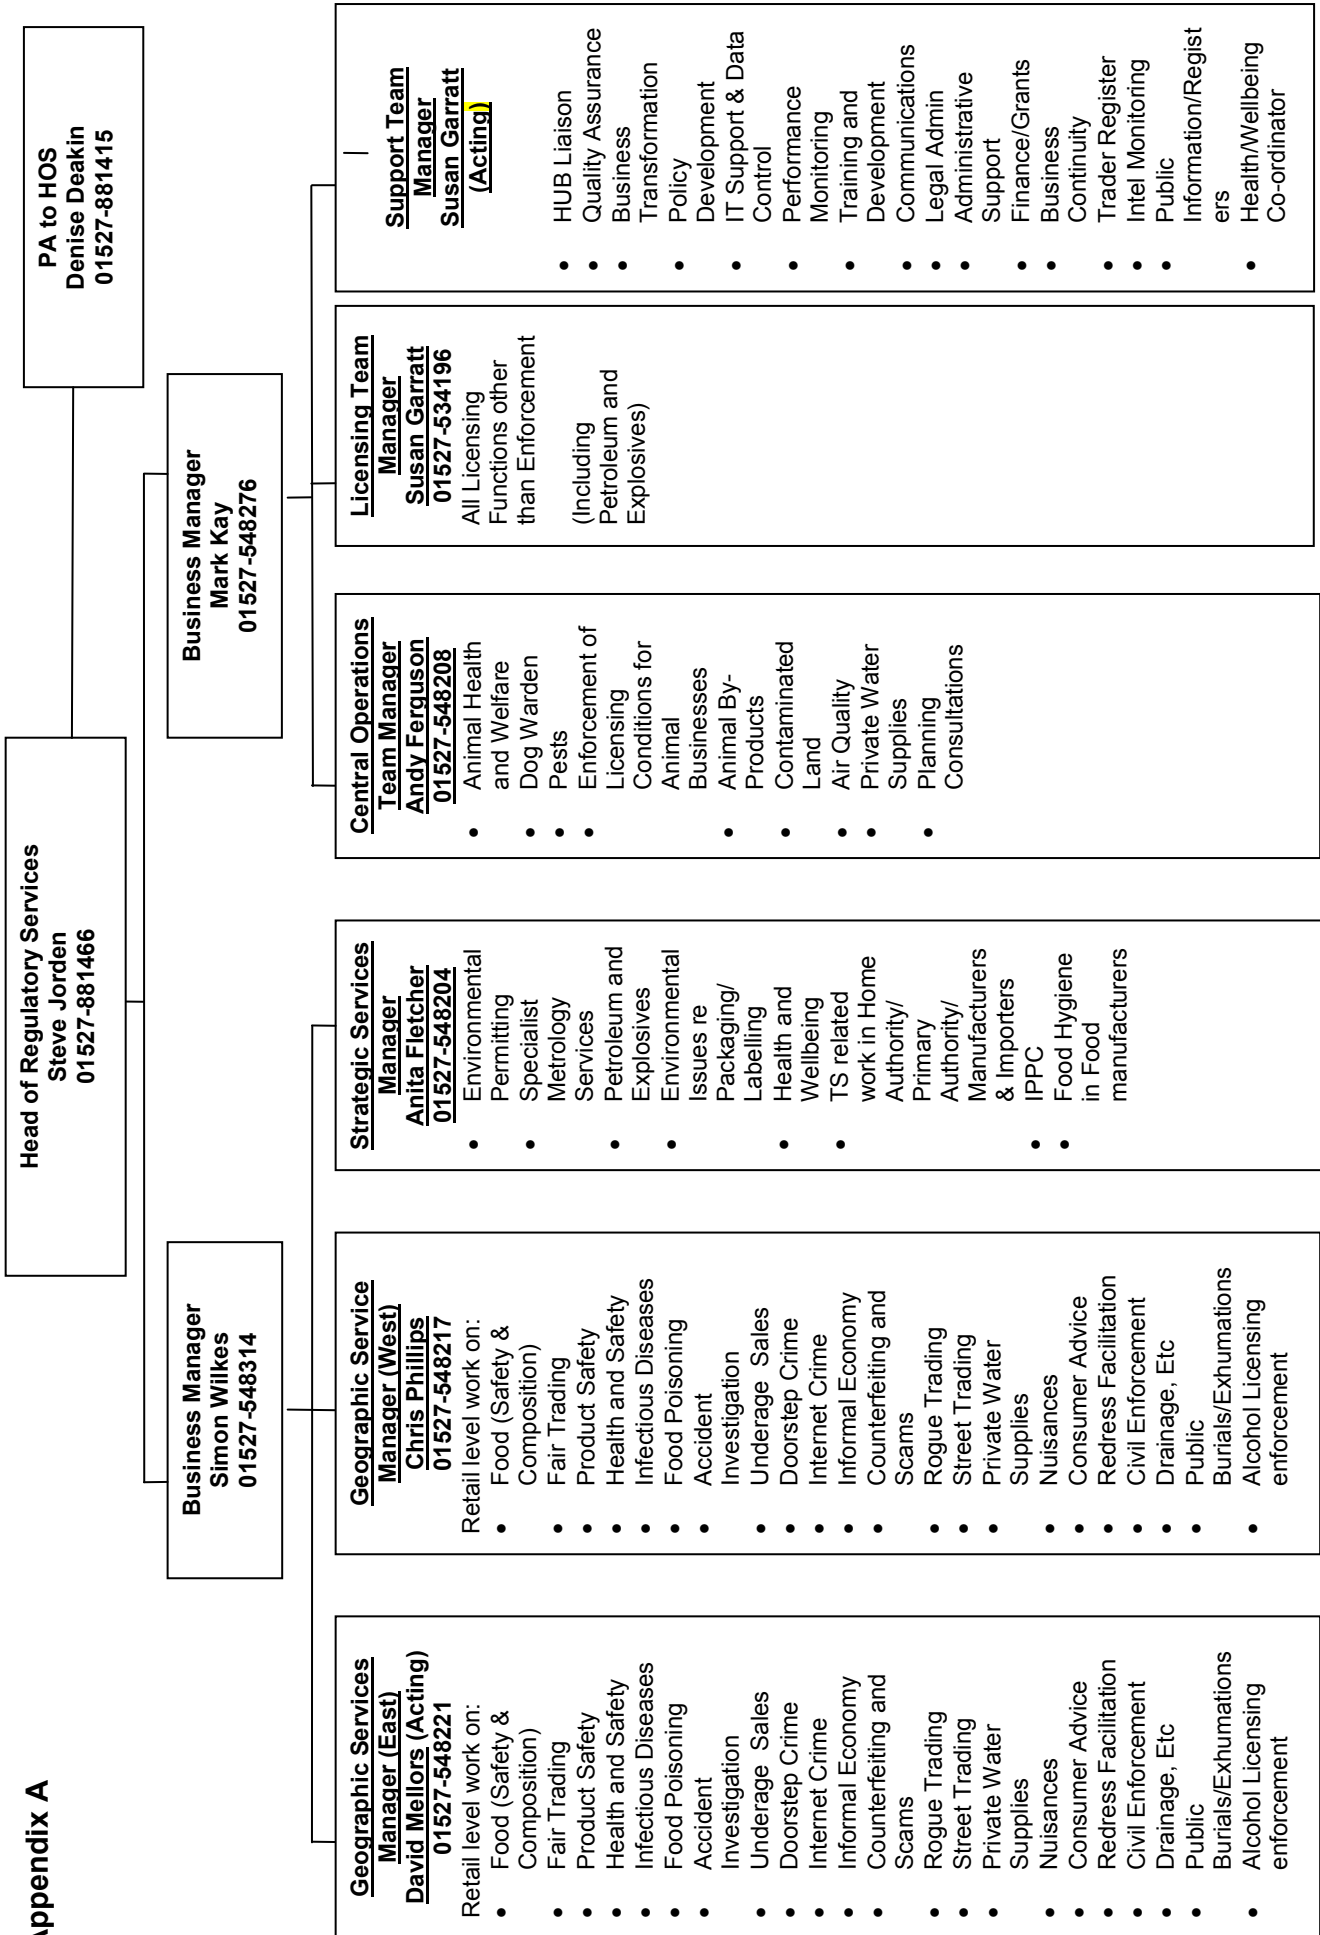 Appendix A
Head of Regulatory Services
Steve Jorden
01527-881466
PA to HOS
Denise Deakin
01527-881415
Business Manager
Simon Wilkes
01527-548314
Business Manager
Mark Kay
01527-548276
Geographic Services
Manager (East)
David Mellors (Acting)
01527-548221
Retail level work on:
• Food (Safety &
Composition)
• Fair Trading
• Product Safety
• Health and Safety
• Infectious Diseases
• Food Poisoning
• Accident
Investigation
• Underage Sales
• Doorstep Crime
• Internet Crime
• Informal Economy
• Counterfeiting and
Scams
• Rogue Trading
• Street Trading
• Private Water
Supplies
• Nuisances
• Consumer Advice
• Redress Facilitation
• Civil Enforcement
• Drainage, Etc
• Public
Burials/Exhumations
• Alcohol Licensing
enforcement
Geographic Service
Manager (West)
Chris Phillips
01527-548217
Retail level work on:
• Food (Safety &
Composition)
• Fair Trading
• Product Safety
• Health and Safety
• Infectious Diseases
• Food Poisoning
• Accident
Investigation
• Underage Sales
• Doorstep Crime
• Internet Crime
• Informal Economy
• Counterfeiting and
Scams
• Rogue Trading
• Street Trading
• Private Water
Supplies
• Nuisances
• Consumer Advice
• Redress Facilitation
• Civil Enforcement
• Drainage, Etc
• Public
Burials/Exhumations
• Alcohol Licensing
enforcement
Strategic Services
Manager
Anita Fletcher
01527-548204
• Environmental
Permitting
• Specialist
Metrology
Services
• Petroleum and
Explosives
• Environmental
Issues re
Packaging/
Labelling
• Health and
Wellbeing
• TS related
work in Home
Authority/
Primary
Authority/
Manufacturers
& Importers
• IPPC
• Food Hygiene
in Food
manufacturers
Central Operations
Team Manager
Andy Ferguson
01527-548208
• Animal Health
and Welfare
• Dog Warden
• Pests
• Enforcement of
Licensing
Conditions for
Animal
Businesses
• Animal By-
Products
• Contaminated
Land
• Air Quality
• Private Water
Supplies
• Planning
Consultations
Licensing Team
Manager
Susan Garratt
01527-534196
All Licensing
Functions other
than Enforcement
(Including
Petroleum and
Explosives)
Support Team
Manager
Susan Garratt
(Acting)
• HUB Liaison
• Quality Assurance
• Business
Transformation
• Policy
Development
• IT Support & Data
Control
• Performance
Monitoring
• Training and
Development
• Communications
• Legal Admin
• Administrative
Support
• Finance/Grants
• Business
Continuity
• Trader Register
• Intel Monitoring
• Public
Information/Regist
ers
• Health/Wellbeing
Co-ordinator